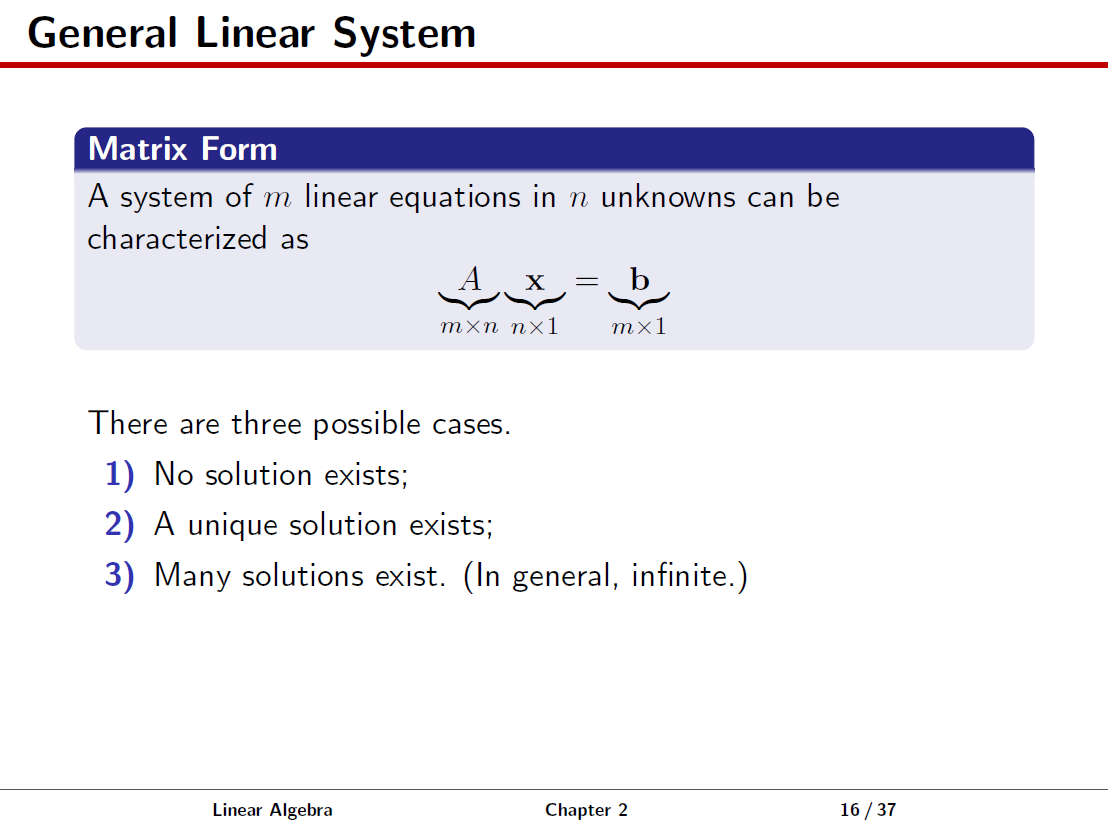 General Linear System
Matrix Form
A system of m linear equations in n unknowns can be
characterized as
A x = b
m×n n×1 m×1
There are three possible cases.
1) No solution exists;
2) A unique solution exists;
3) Many solutions exist. (In general, infinite.)
Linear Algebra Chapter 2 16 / 37